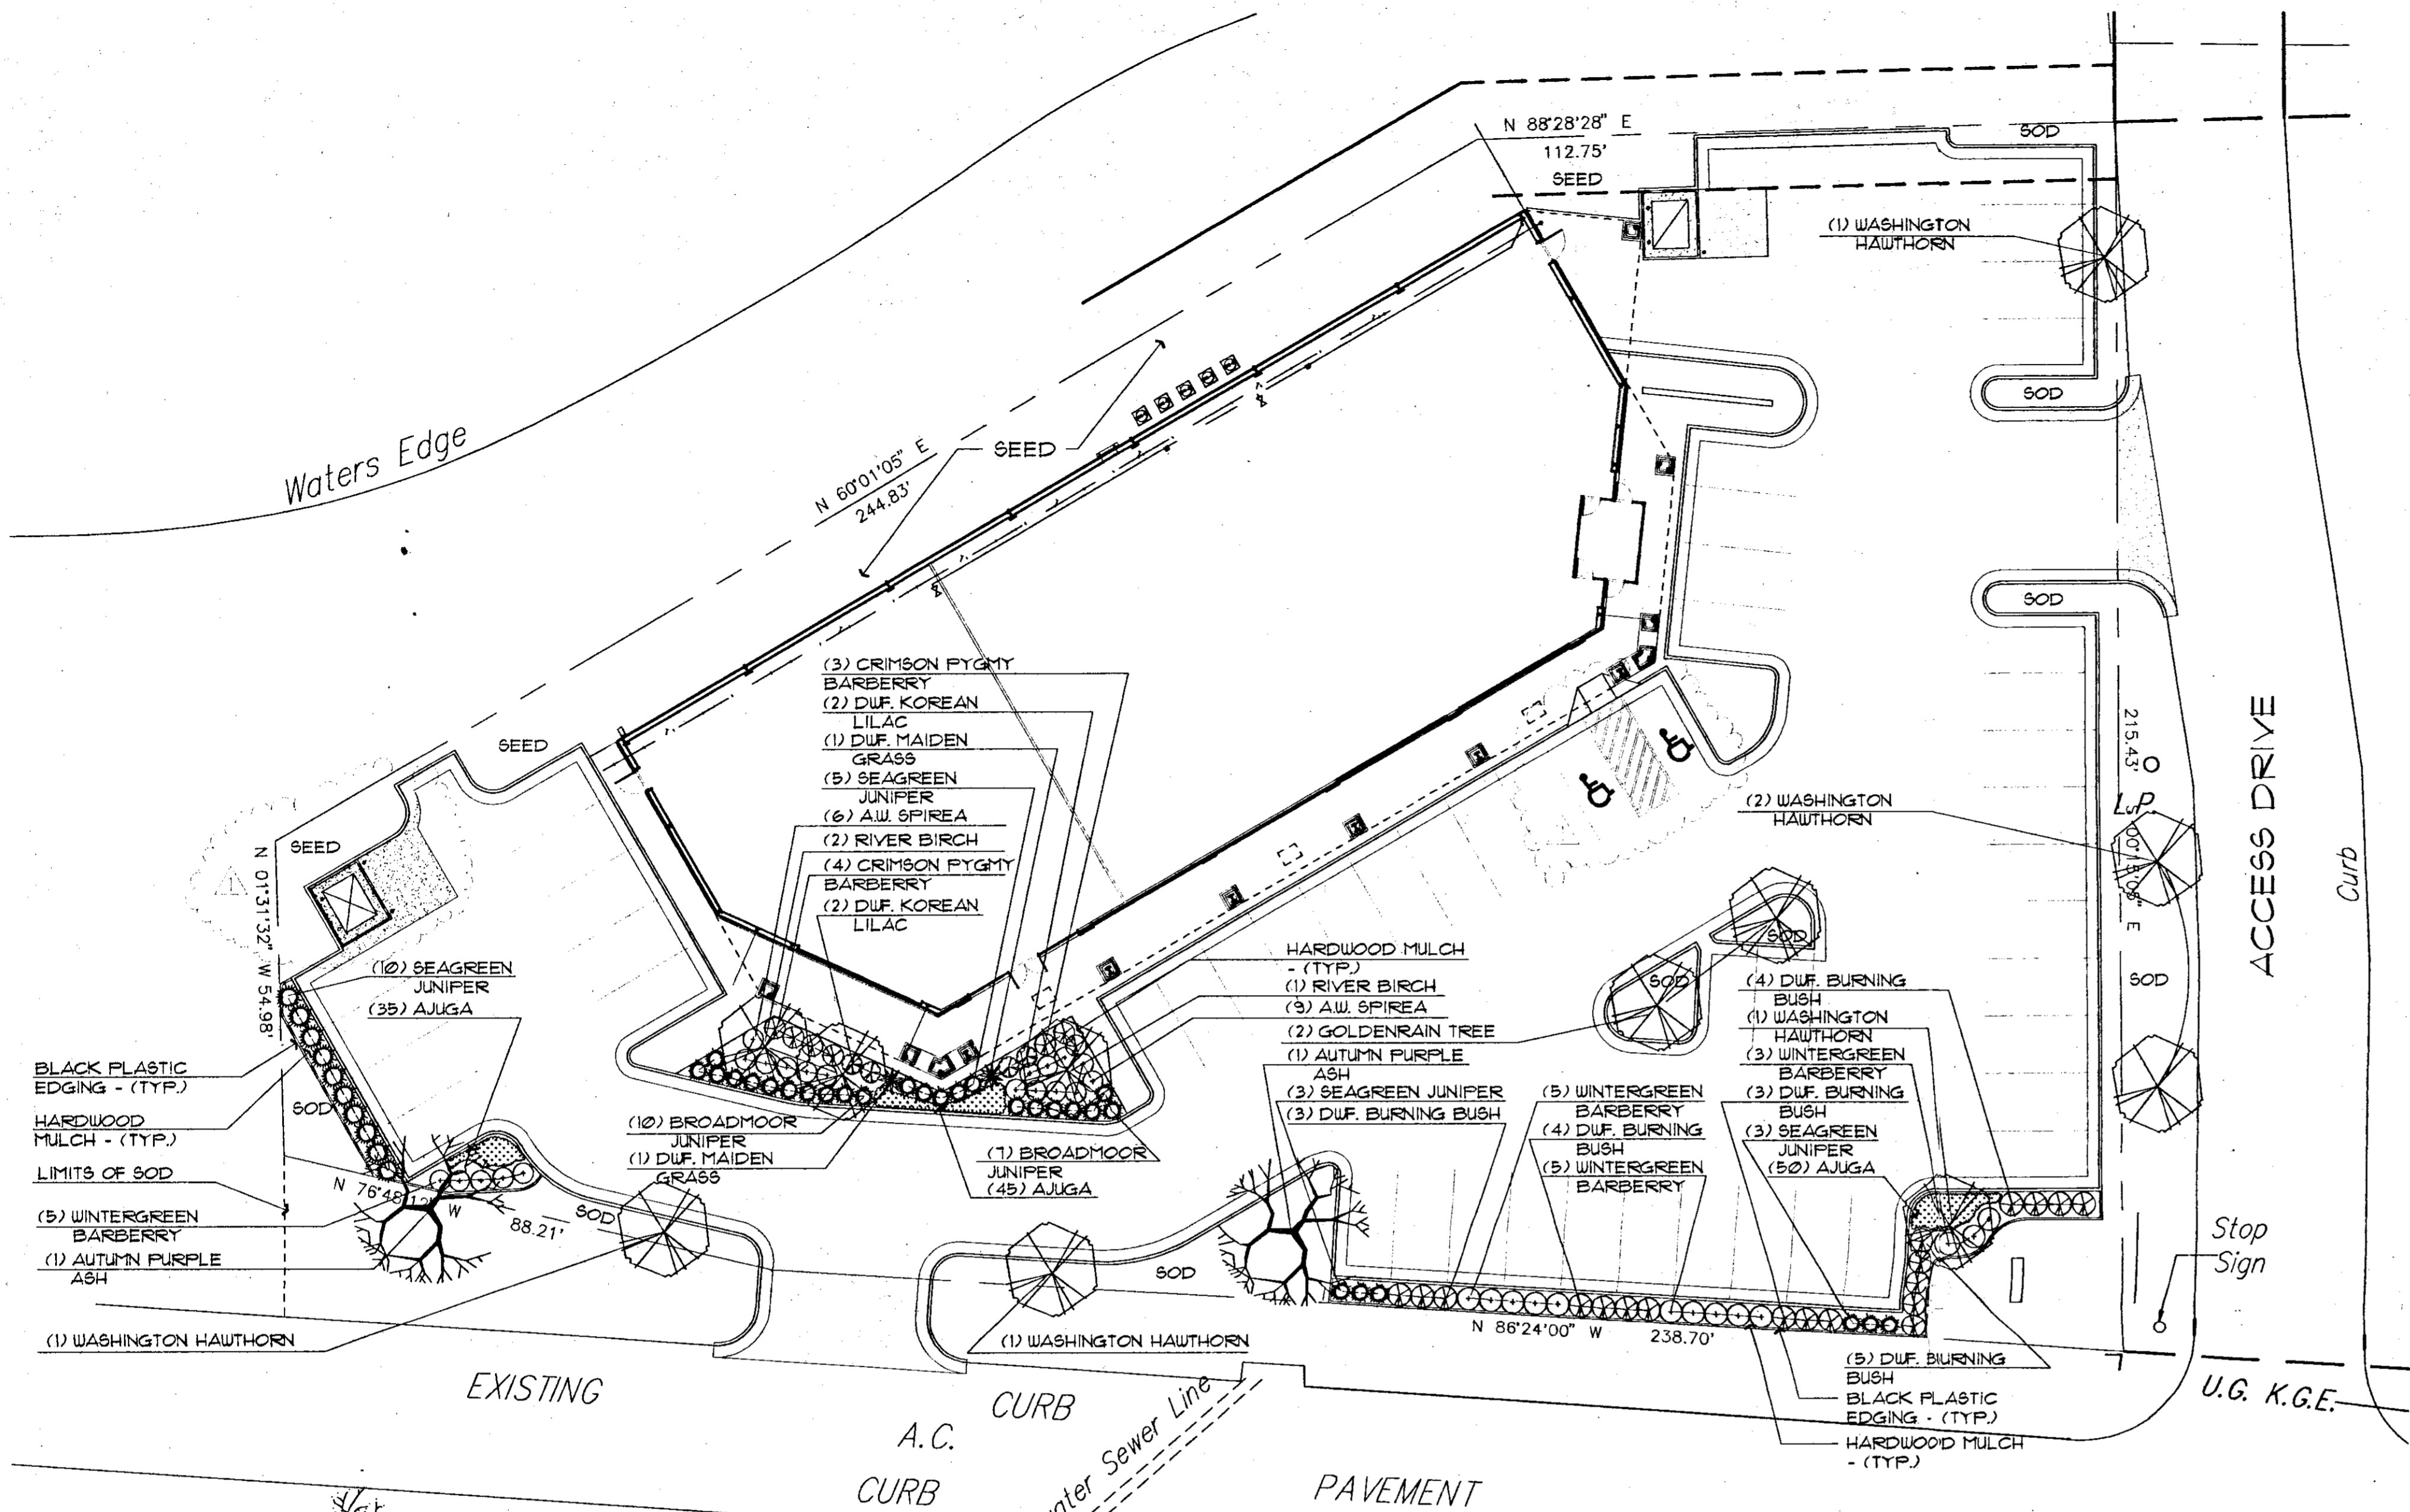 N 88°28'28" E
112.75'
SEED
SOD
(1) WASHINGTON
HAWTHORN
SOD
SOD
Waters Edge
N 60°01'05" E
244.83'
SEED
SEED
SEED
N 01°31'32" W 54.98'
(3) CRIMSON PYGMY
BARBERRY
(2) DWF. KOREAN
LILAC
(1) DWF. MAIDEN
GRASS
(5) SEAGREEN
JUNIPER
(6) A.W. SPIREA
(2) RIVER BIRCH
(4) CRIMSON PYGMY
BARBERRY
(2) DWF. KOREAN
LILAC
215.43'
L.P.
E
ACCESS DRIVE
Curb
(2) WASHINGTON
HAWTHORN
SOD
SOD
SOD
(10) SEAGREEN
JUNIPER
(35) AJUGA
BLACK PLASTIC
EDGING - (TYP.)
HARDWOOD
MULCH - (TYP.)
LIMITS OF SOD
(5) WINTERGREEN
BARBERRY
(1) AUTUMN PURPLE
ASH
(1) WASHINGTON HAWTHORN
SOD
N 76°48'12" W
88.21'
SOD
(10) BROADMOOR
JUNIPER
(1) DWF. MAIDEN
GRASS
(7) BROADMOOR
JUNIPER
(45) AJUGA
HARDWOOD MULCH
- (TYP.)
(1) RIVER BIRCH
(9) A.W. SPIREA
(2) GOLDENRAIN TREE
(1) AUTUMN PURPLE
ASH
(3) SEAGREEN JUNIPER
(3) DWF. BURNING BUSH
(5) WINTERGREEN
BARBERRY
(4) DWF. BURNING
BUSH
(5) WINTERGREEN
BARBERRY
(4) DWF. BURNING
BUSH
(1) WASHINGTON
HAWTHORN
(3) WINTERGREEN
BARBERRY
(3) DWF. BURNING
BUSH
(3) SEAGREEN
JUNIPER
(50) AJUGA
SOD
(1) WASHINGTON HAWTHORN
N 86°24'00" W
238.70'
(5) DWF. BIURNING
BUSH
BLACK PLASTIC
EDGING - (TYP.)
HARDWOOD MULCH
- (TYP.)
Stop
Sign
U.G. K.G.E.
EXISTING
CURB
A.C.
CURB
PAVEMENT
Sewer Line